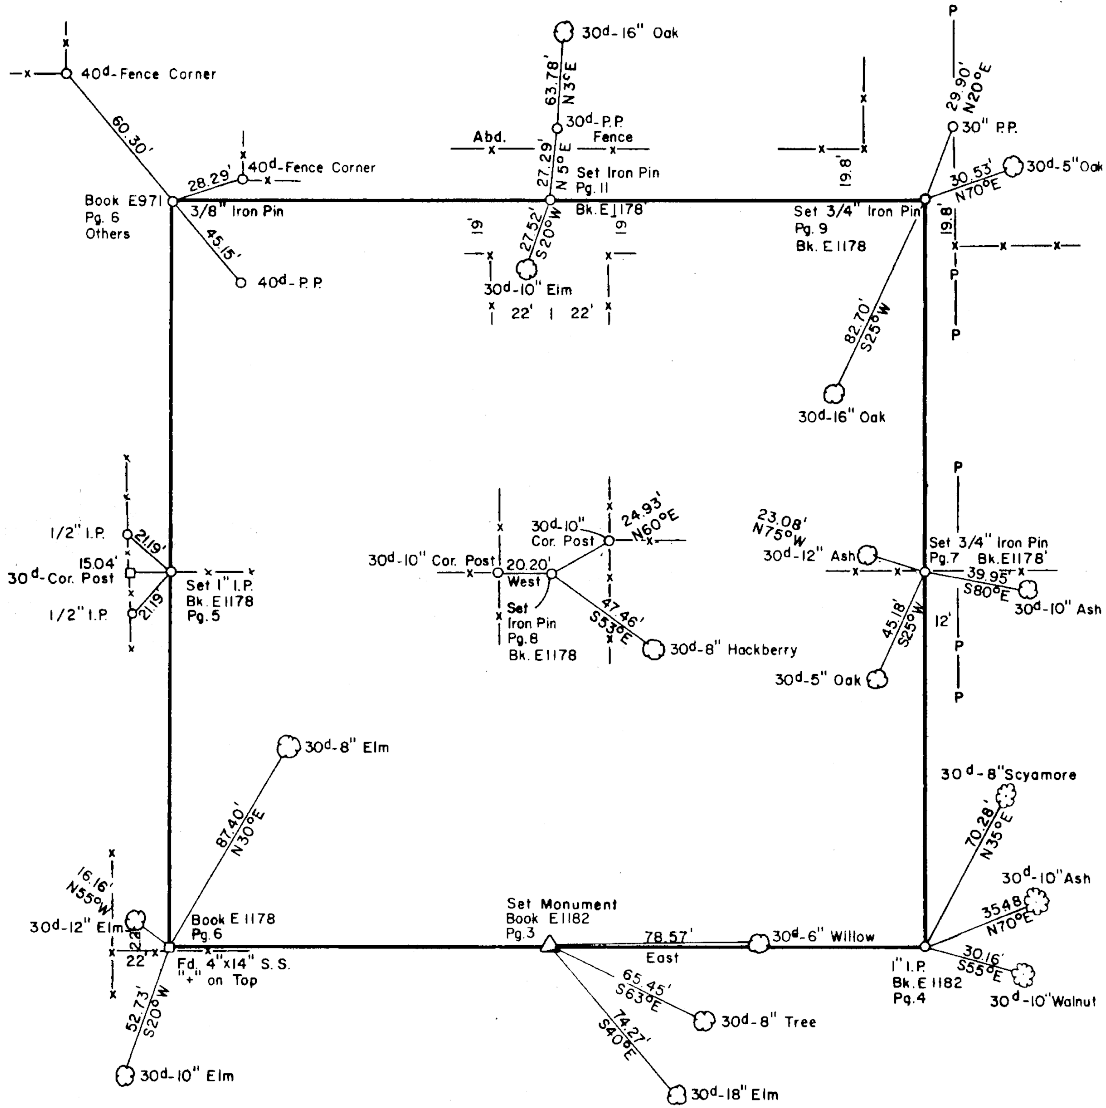 P
30d-16" Oak
40d-Fence Corner
63.78'
N3°E
29.90'
N20°E
60.30'
30d-P.P.
30" P.P.
Abd.
Fence
40d-Fence Corner
28.29'
27.29'
N5°E
Set Iron Pin
Pg.11
Bk.E1178'
19.8'
30.53'
N70°E
30d-5" Oak
Book E971
Pg. 6
Others
3/8" Iron Pin
Set 3/4" Iron Pin
Pg.9
Bk. E1178
19.8'
45.15'
19'
27.52'
S20°W
19'
40d-P.P.
30d-10" Elm
22'
22'
P
P
82.70'
S25°W
30d-16" Oak
P
1/2" I.P.
21.19'
15.04'
30d-Cor. Post
21.19'
1/2" I.P.
Set 1" I.P.
Bk. E1178
Pg.5
30d-10"
Cor. Post
24.93'
N60°E
30d-10" Cor. Post
20.20'
West
Set
Iron Pin
Pg.8
Bk. E1178
47.46'
S53°E
30d-8" Hackberry
23.08'
N75°W
30d-12" Ash
Set 3/4" Iron Pin
Pg.7 Bk.E1178'
39.95'
S80°E
30d-10" Ash
45.18'
S25°W
12'
30d-5" Oak
P
P
30d-8" Elm
87.40'
N30°E
30d-8" Scyamore
70.28'
N35°E
30d-10" Ash
35.48
N70°E
16.16'
N55°W
30d-12" Elm
22'
22'
Book E1178
Pg.6
Fd. 4"x14" S.S.
"+" on Top
52.73'
S20°W
30d-10" Elm
Set Monument
Book E1182
Pg.3
78.57'
East
30d-6" Willow
65.45'
S63°E
30d-8" Tree
74.27'
S40°E
30d-18" Elm
1" I.P.
Bk. E 1182
Pg.4
30.16'
S55°E
30d-10" Walnut